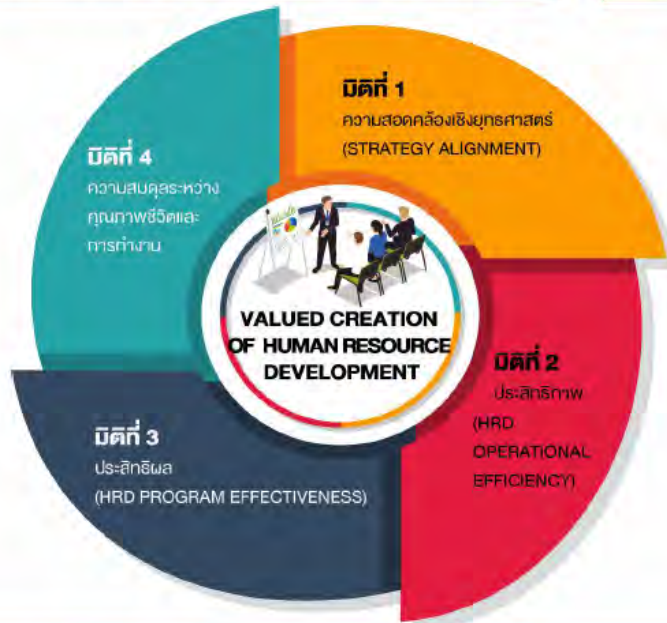 มิติที่ 1
ความสอดคล้องเชิงยุทธศาสตร์
(STRATEGY ALIGNMENT)
มิติที่ 2
ประสิทธิภาพ
(HRD
OPERATIONAL
EFFICIENCY)
มิติที่ 3
ประสิทธิผล
(HRD PROGRAM EFFECTIVENESS)
มิติที่ 4
ความสมดุลระหว่าง
คุณภาพชีวิตและ
การทำงาน
VALUED CREATION
OF HUMAN RESOURCE
DEVELOPMENT